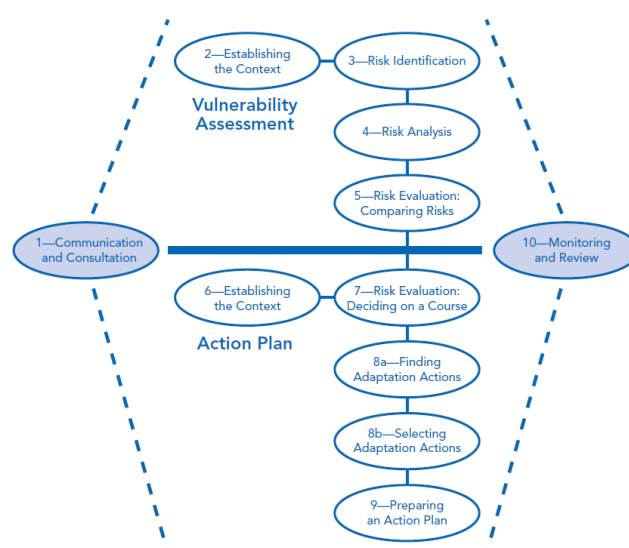 2—Establishing
the Context
3—Risk Identification
Vulnerability
Assessment
4—Risk Analysis
5—Risk Evaluation:
Comparing Risks
1—Communication
and Consultation
10—Monitoring
and Review
6—Establishing
the Context
7—Risk Evaluation:
Deciding on a Course
Action Plan
8a—Finding
Adaptation Actions
8b—Selecting
Adaptation Actions
9—Preparing
an Action Plan